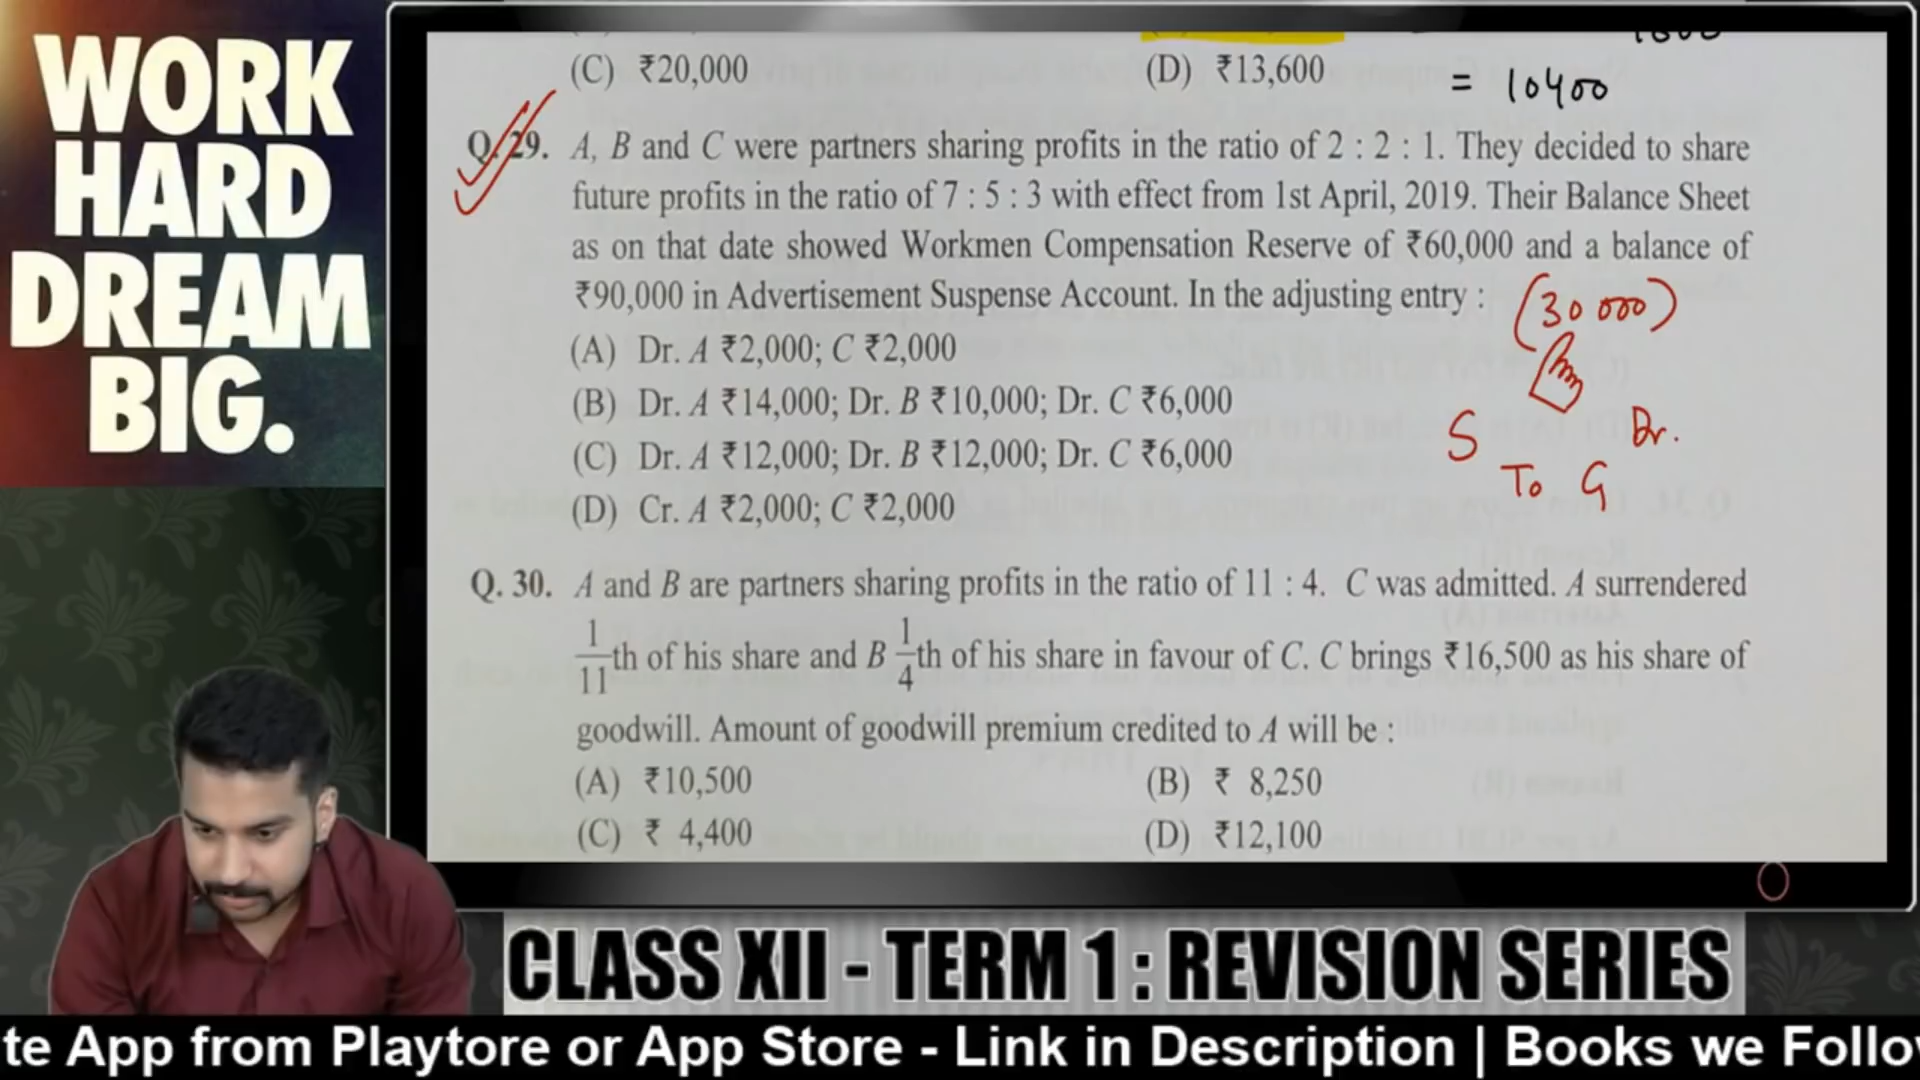 WORK
HARD
DREAM
BIG.
(C) ₹20,000 (D) ₹13,600
= 10400
Q. 29. A, B and C were partners sharing profits in the ratio of 2 : 2 : 1. They decided to share
future profits in the ratio of 7 : 5 : 3 with effect from 1st April, 2019. Their Balance Sheet
as on that date showed Workmen Compensation Reserve of ₹60,000 and a balance of
₹90,000 in Advertisement Suspense Account. In the adjusting entry :
(30000)
(A) Dr. A ₹2,000; C ₹2,000
(B) Dr. A ₹14,000; Dr. B ₹10,000; Dr. C ₹6,000
S Dr.
(C) Dr. A ₹12,000; Dr. B ₹12,000; Dr. C ₹6,000
To G
(D) Cr. A ₹2,000; C ₹2,000
Q. 30. A and B are partners sharing profits in the ratio of 11 : 4. C was admitted. A surrendered
1/11 th of his share and B 1/4 th of his share in favour of C. C brings ₹16,500 as his share of
goodwill. Amount of goodwill premium credited to A will be :
(A) ₹10,500 (B) ₹ 8,250
(C) ₹ 4,400 (D) ₹12,100
CLASS XII - TERM 1 : REVISION SERIES
te App from Playtore or App Store - Link in Description | Books we Follo